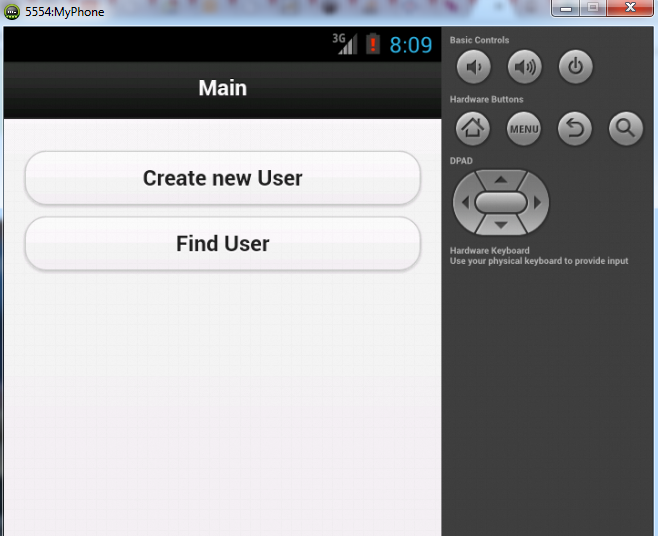 5554:MyPhone
3G 8:09
Main
Create new User
Find User
Basic Controls
Hardware Buttons
MENU
DPAD
Hardware Keyboard
Use your physical keyboard to provide input